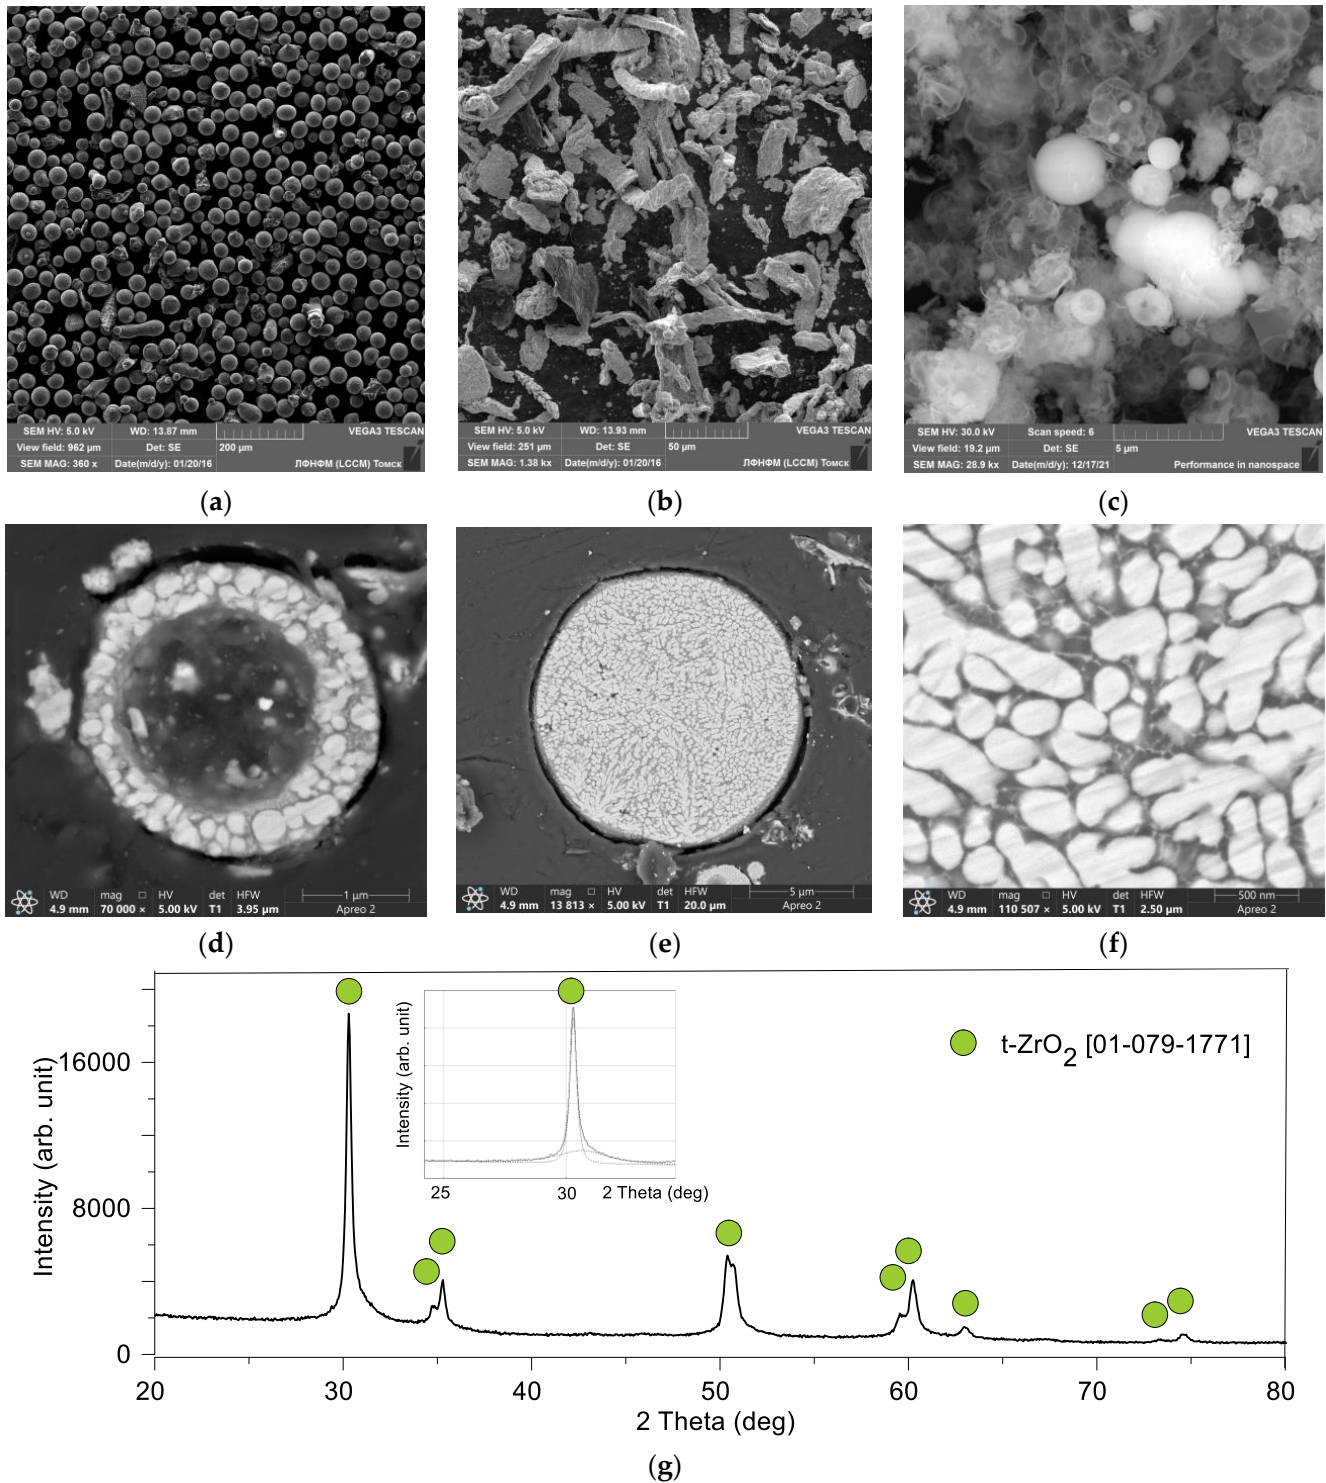 SEM HV: 5.0 kV WD: 13.87 mm VEGA3 TESCAN
View field: 962 µm Det: SE 200 µm
SEM MAG: 360 x Date(m/d/y): 01/20/16 ЛФНФМ (LCCM) Томск
SEM HV: 5.0 kV WD: 13.93 mm VEGA3 TESCAN
View field: 251 µm Det: SE 50 µm
SEM MAG: 1.38 kx Date(m/d/y): 01/20/16 ЛФНФМ (LCCM) Томск
SEM HV: 30.0 kV Scan speed: 6 VEGA3 TESCAN
View field: 19.2 µm Det: SE 5 µm
SEM MAG: 28.9 kx Date(m/d/y): 12/17/21 Performance in nanospace
(a) (b) (c)
WD mag □ HV det HFW 1 µm
4.9 mm 70 000 × 5.00 kV T1 3.95 µm Apreo 2
WD mag □ HV det HFW 5 µm
4.9 mm 13 813 × 5.00 kV T1 20.0 µm Apreo 2
WD mag □ HV det HFW 500 nm
4.9 mm 110 507 × 5.00 kV T1 2.50 µm Apreo 2
(d) (e) (f)
Intensity (arb. unit)
16000
8000
0
Intensity (arb. unit)
25 30 2 Theta (deg)
t-ZrO2 [01-079-1771]
20 30 40 50 60 70 80
2 Theta (deg)
(g)